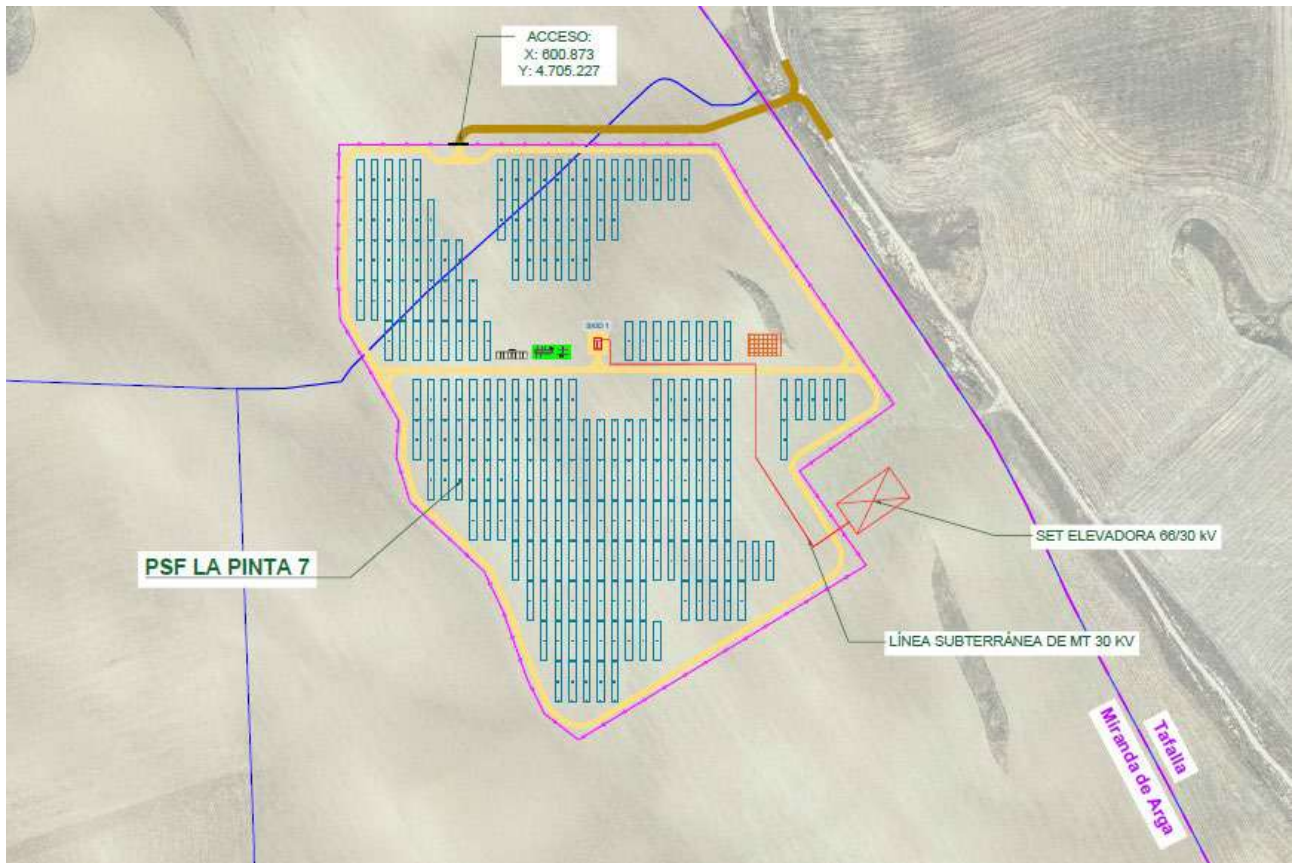 ACCESO:
X: 600.873
Y: 4.705.227
SKID 1
PSF LA PINTA 7
SET ELEVADORA 66/30 kV
LÍNEA SUBTERRÁNEA DE MT 30 KV
Tafalla
Miranda de Arga